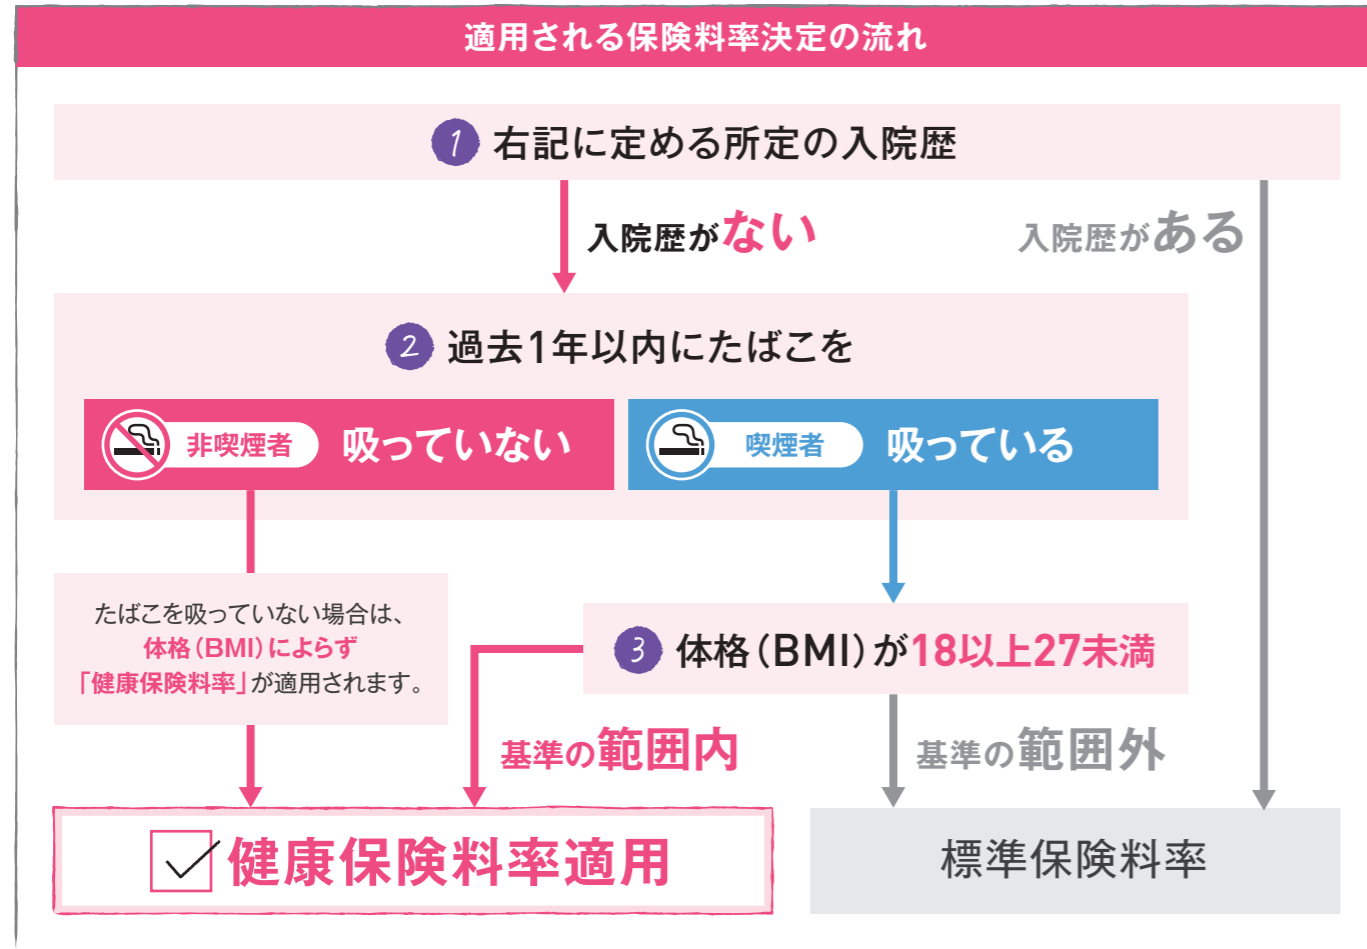 適用される保険料率決定の流れ
1 右記に定める所定の入院歴
入院歴がない
入院歴がある
2 過去1年以内にたばこを
非喫煙者 吸っていない
喫煙者 吸っている
たばこを吸っていない場合は、
体格(BMI)によらず
「健康保険料率」が適用されます。
3 体格(BMI)が18以上27未満
基準の範囲内
基準の範囲外
健康保険料率適用
標準保険料率